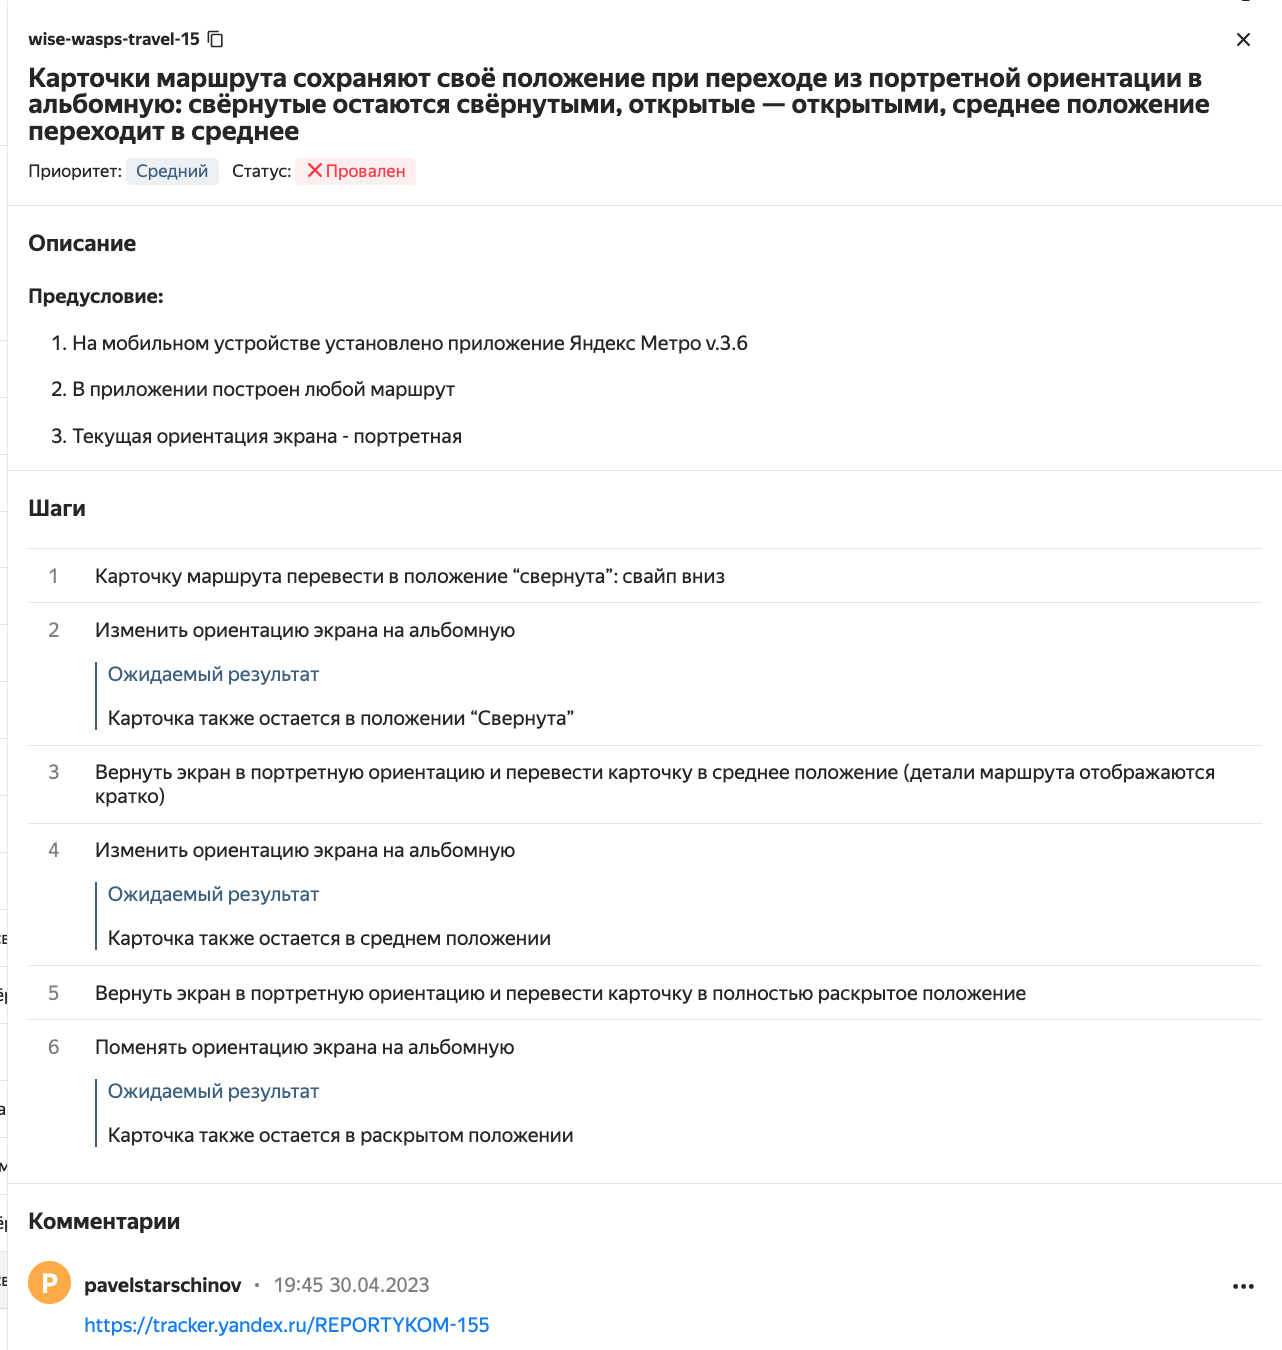 wise-wasps-travel-15
Карточки маршрута сохраняют своё положение при переходе из портретной ориентации в
альбомную: свёрнутые остаются свёрнутыми, открытые — открытыми, среднее положение
переходит в среднее
Приоритет: Средний Статус: Провален
Описание
Предусловие:
1. На мобильном устройстве установлено приложение Яндекс Метро v.3.6
2. В приложении построен любой маршрут
3. Текущая ориентация экрана - портретная
Шаги
1 Карточку маршрута перевести в положение “свернута”: свайп вниз
2 Изменить ориентацию экрана на альбомную
Ожидаемый результат
Карточка также остается в положении “Свернута”
3 Вернуть экран в портретную ориентацию и перевести карточку в среднее положение (детали маршрута отображаются
кратко)
4 Изменить ориентацию экрана на альбомную
Ожидаемый результат
Карточка также остается в среднем положении
5 Вернуть экран в портретную ориентацию и перевести карточку в полностью раскрытое положение
6 Поменять ориентацию экрана на альбомную
Ожидаемый результат
Карточка также остается в раскрытом положении
Комментарии
P pavelstarschinov · 19:45 30.04.2023
https://tracker.yandex.ru/REPORTYKOM-155